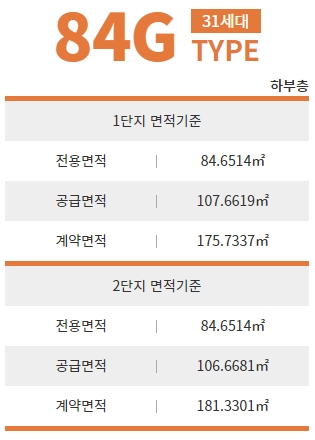 84G 31세대
TYPE
하부층
1단지 면적기준
전용면적 | 84.6514㎡
공급면적 | 107.6619㎡
계약면적 | 175.7337㎡
2단지 면적기준
전용면적 | 84.6514㎡
공급면적 | 106.6681㎡
계약면적 | 181.3301㎡